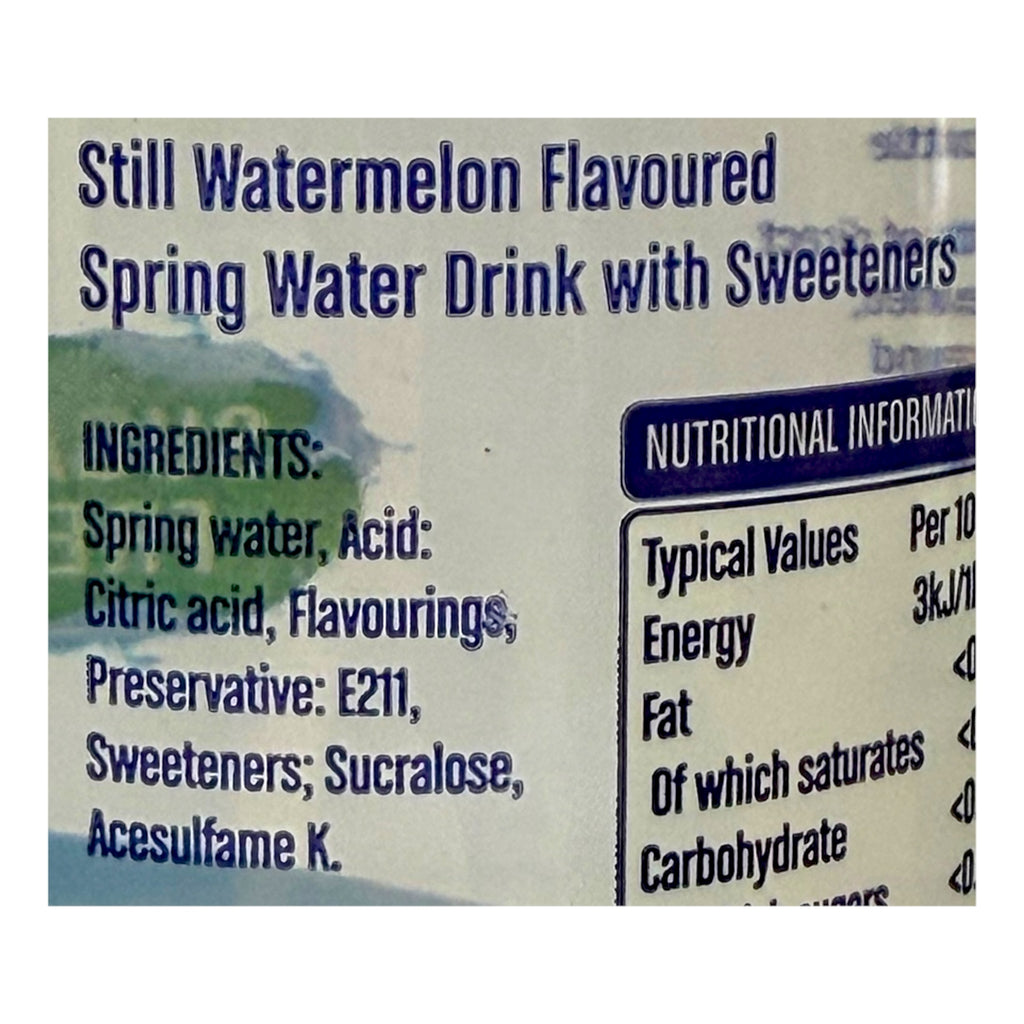 Still Watermelon Flavoured
Spring Water Drink with Sweeteners
INGREDIENTS:
Spring water, Acid:
Citric acid, Flavourings,
Preservative: E211,
Sweeteners; Sucralose,
Acesulfame K.
NUTRITIONAL
Typical Values Per
Energy
Fat
Of which saturates
Carbohydrate